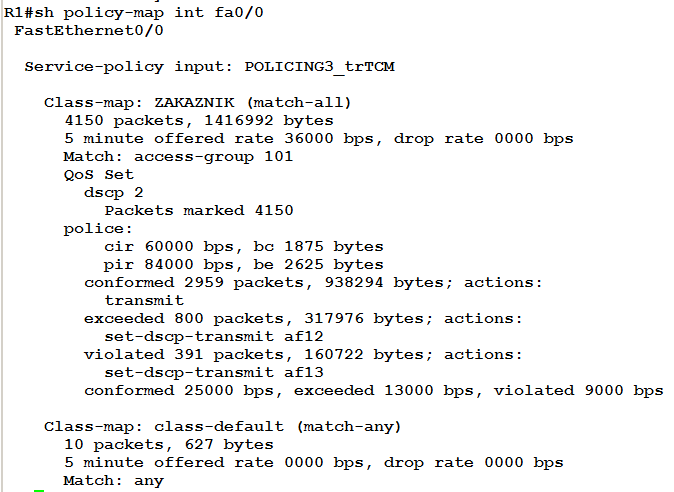 R1#sh policy-map int fa0/0
FastEthernet0/0
Service-policy input: POLICING3_trTCM
Class-map: ZAKAZNIK (match-all)
4150 packets, 1416992 bytes
5 minute offered rate 36000 bps, drop rate 0000 bps
Match: access-group 101
QoS Set
dscp 2
Packets marked 4150
police:
cir 60000 bps, bc 1875 bytes
pir 84000 bps, be 2625 bytes
conformed 2959 packets, 938294 bytes; actions:
transmit
exceeded 800 packets, 317976 bytes; actions:
set-dscp-transmit af12
violated 391 packets, 160722 bytes; actions:
set-dscp-transmit af13
conformed 25000 bps, exceeded 13000 bps, violated 9000 bps
Class-map: class-default (match-any)
10 packets, 627 bytes
5 minute offered rate 0000 bps, drop rate 0000 bps
Match: any